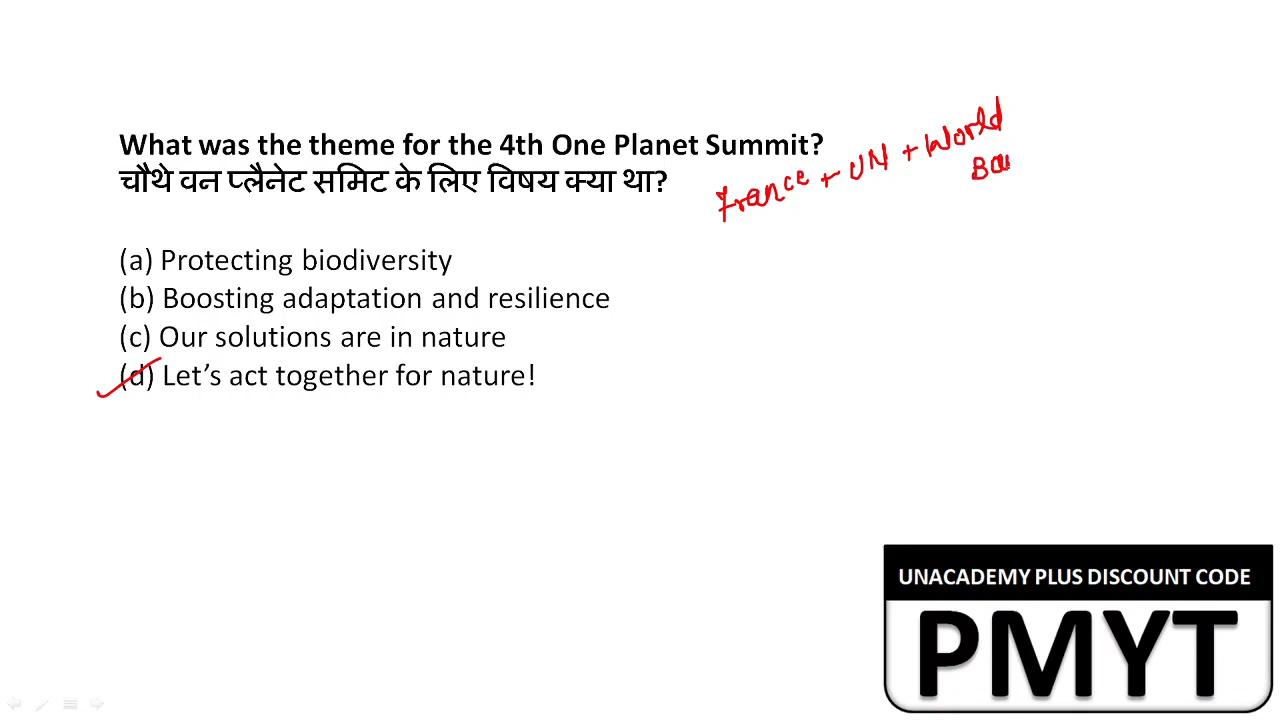 What was the theme for the 4th One Planet Summit?
चौथे वन प्लैनेट समिट के लिए विषय क्या था?
France + UN + World
Ba
(a) Protecting biodiversity
(b) Boosting adaptation and resilience
(c) Our solutions are in nature
(d) Let's act together for nature!
UNACADEMY PLUS DISCOUNT CODE
PMYT